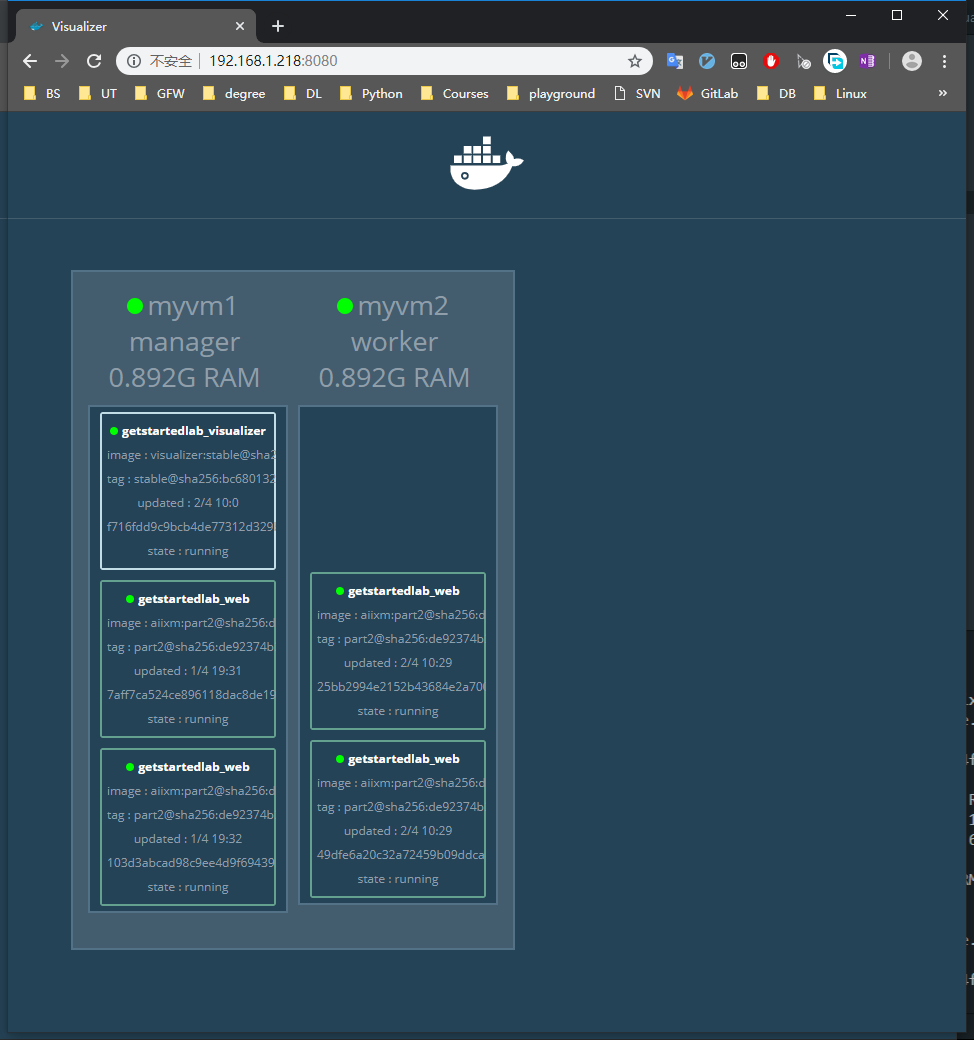 Visualizer
不安全 192.168.1.218:8080
BS UT GFW degree DL Python Courses playground SVN GitLab DB Linux »
myvm1
manager
0.892G RAM
getstartedlab_visualizer
image : visualizer:stable@sha2
tag : stable@sha256:bc680132
updated : 2/4 10:0
f716fdd9c9bcb4de77312d329
state : running
getstartedlab_web
image : aiixm:part2@sha256:d
tag : part2@sha256:de92374b
updated : 1/4 19:31
7aff7ca524ce896118dac8de19
state : running
getstartedlab_web
image : aiixm:part2@sha256:d
tag : part2@sha256:de92374b
updated : 1/4 19:32
103d3abcad98c9ee4d9f69439
state : running
myvm2
worker
0.892G RAM
getstartedlab_web
image : aiixm:part2@sha256:d
tag : part2@sha256:de92374b
updated : 2/4 10:29
25bb2994e2152b43684e2a700
state : running
getstartedlab_web
image : aiixm:part2@sha256:d
tag : part2@sha256:de92374b
updated : 2/4 10:29
49dfe6a20c32a72459b09ddca
state : running